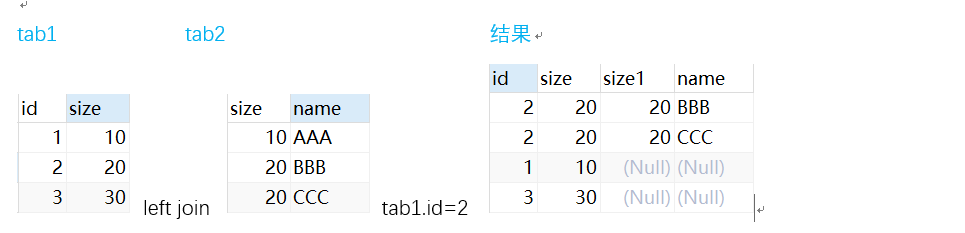 tab1 tab2 结果
id size
1 10
2 20
3 30
left join
size name
10 AAA
20 BBB
20 CCC
tab1.id=2
id size size1 name
2 20 20 BBB
2 20 20 CCC
1 10 (Null) (Null)
3 30 (Null) (Null)